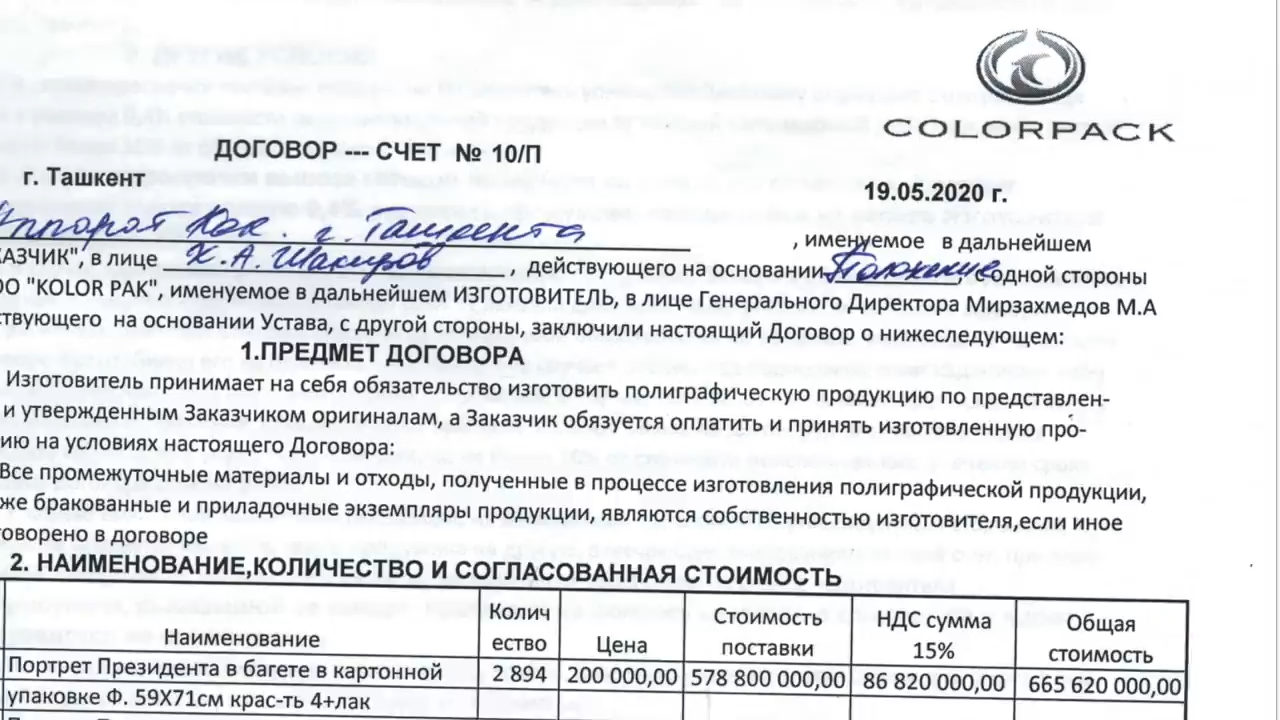 COLORPACK
ДОГОВОР --- СЧЕТ № 10/П
г. Ташкент
19.05.2020 г.
Хок. г. Ташкента
, именуемое в дальнейшем
КАЗЧИК", в лице Х.А. Шакиров, действующего на основании Положение, с одной стороны
ОО "KOLOR PAK", именуемое в дальнейшем ИЗГОТОВИТЕЛЬ, в лице Генерального Директора Мирзахмедов М.А
ствующего на основании Устава, с другой стороны, заключили настоящий Договор о нижеследующем:
1.ПРЕДМЕТ ДОГОВОРА
Изготовитель принимает на себя обязательство изготовить полиграфическую продукцию по представлен-
и утвержденным Заказчиком оригиналам, а Заказчик обязуется оплатить и принять изготовленную про-
ию на условиях настоящего Договора:
Все промежуточные материалы и отходы, полученные в процессе изготовления полиграфической продукции,
же бракованные и приладочные экземпляры продукции, являются собственностью изготовителя,если иное
говорено в договоре
2. НАИМЕНОВАНИЕ,КОЛИЧЕСТВО И СОГЛАСОВАННАЯ СТОИМОСТЬ
Наименование
Колич
ество
Цена
Стоимость
поставки
НДС сумма
15%
Общая
стоимость
Портрет Президента в багете в картонной
упаковке Ф. 59Х71см крас-ть 4+лак
2 894
200 000,00
578 800 000,00
86 820 000,00
665 620 000,00